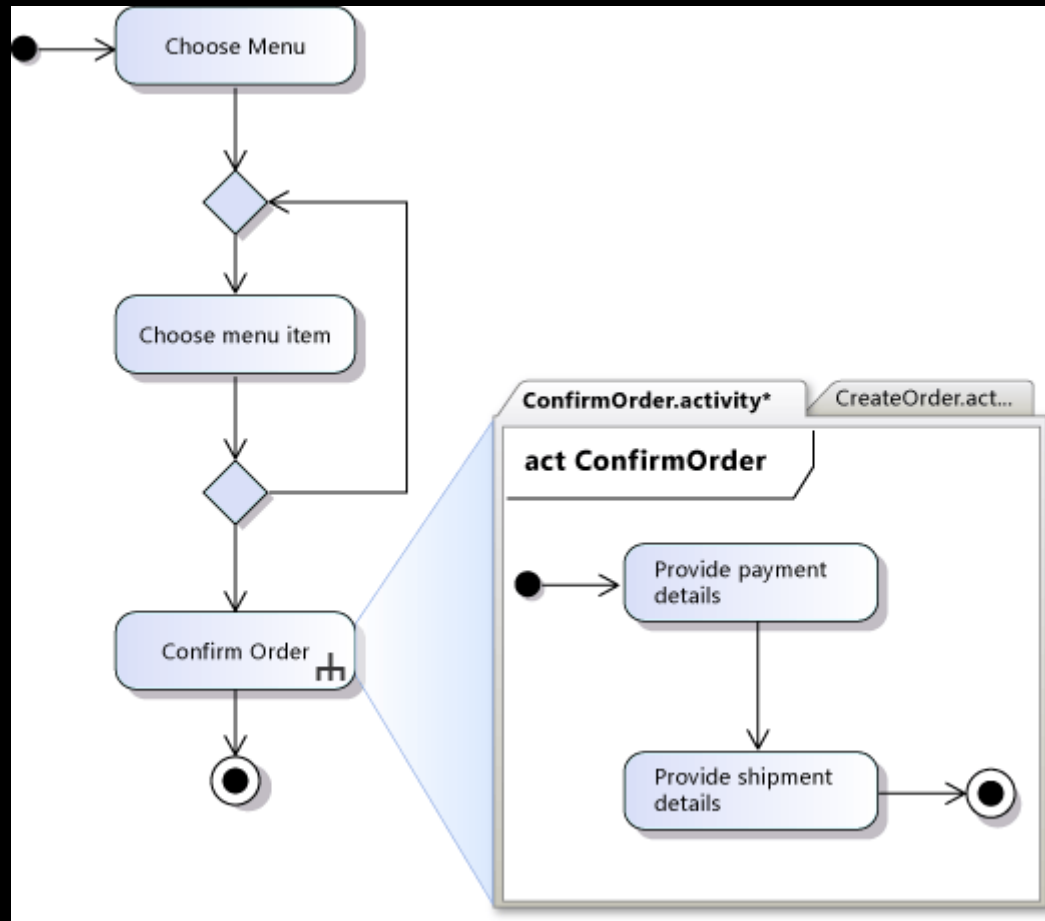 Choose Menu
Choose menu item
Confirm Order
ConfirmOrder.activity*
CreateOrder.act...
act ConfirmOrder
Provide payment
details
Provide shipment
details